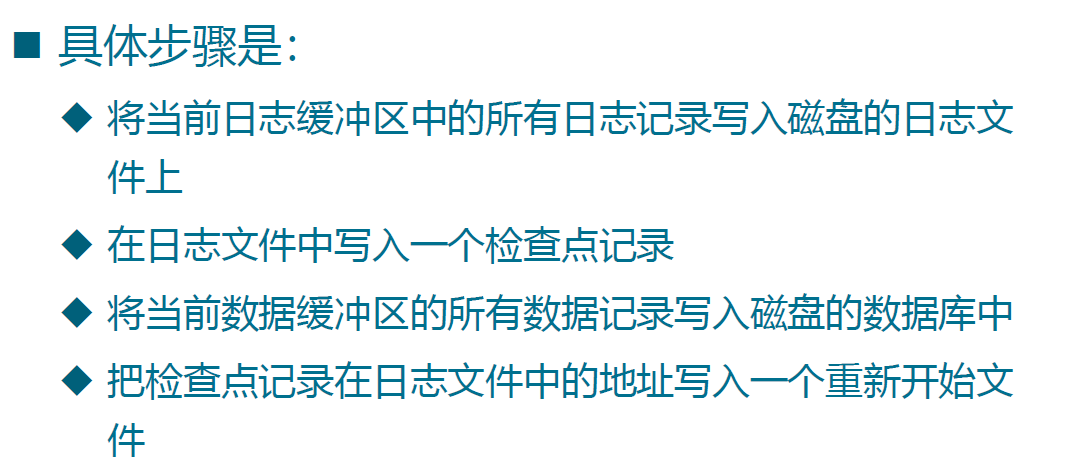 ■ 具体步骤是：
◆ 将当前日志缓冲区中的所有日志记录写入磁盘的日志文
件上
◆ 在日志文件中写入一个检查点记录
◆ 将当前数据缓冲区的所有数据记录写入磁盘的数据库中
◆ 把检查点记录在日志文件中的地址写入一个重新开始文
件